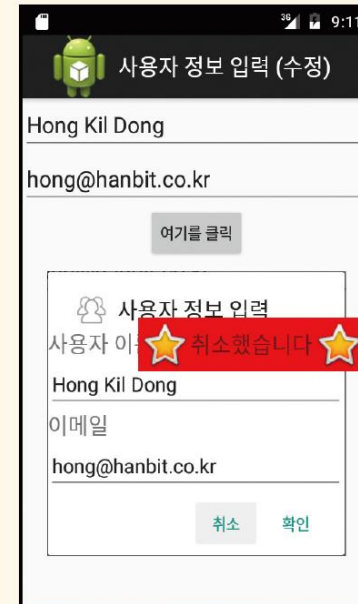 3G 9:11
사용자 정보 입력 (수정)
Hong Kil Dong
hong@hanbit.co.kr
여기를 클릭
사용자 정보 입력
사용자 이
취소했습니다
Hong Kil Dong
이메일
hong@hanbit.co.kr
취소 확인